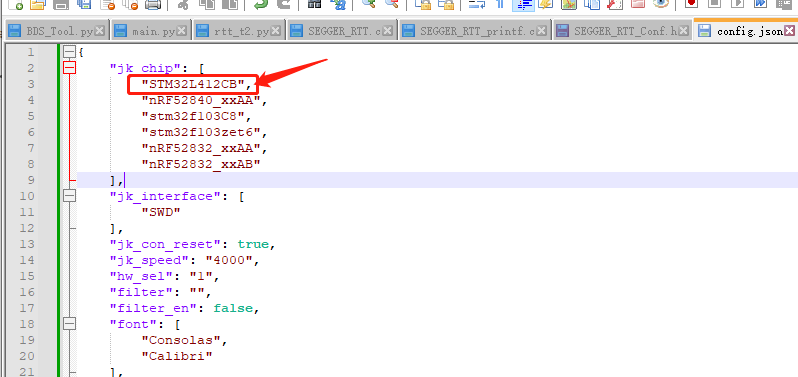 BDS_Tool.py main.py rtt_t2.py SEGGER_RTT.c SEGGER_RTT_printf.c SEGGER_RTT_Conf.h config.json
1 {
2 "jk_chip": [
3 "STM32L412CB",
4 "nRF52840_xxAA",
5 "stm32f103C8",
6 "stm32f103zet6",
7 "nRF52832_xxAA",
8 "nRF52832_xxAB"
9 ],
10 "jk_interface": [
11 "SWD"
12 ],
13 "jk_con_reset": true,
14 "jk_speed": "4000",
15 "hw_sel": "1",
16 "filter": "",
17 "filter_en": false,
18 "font": [
19 "Consolas",
20 "Calibri"
21 ],